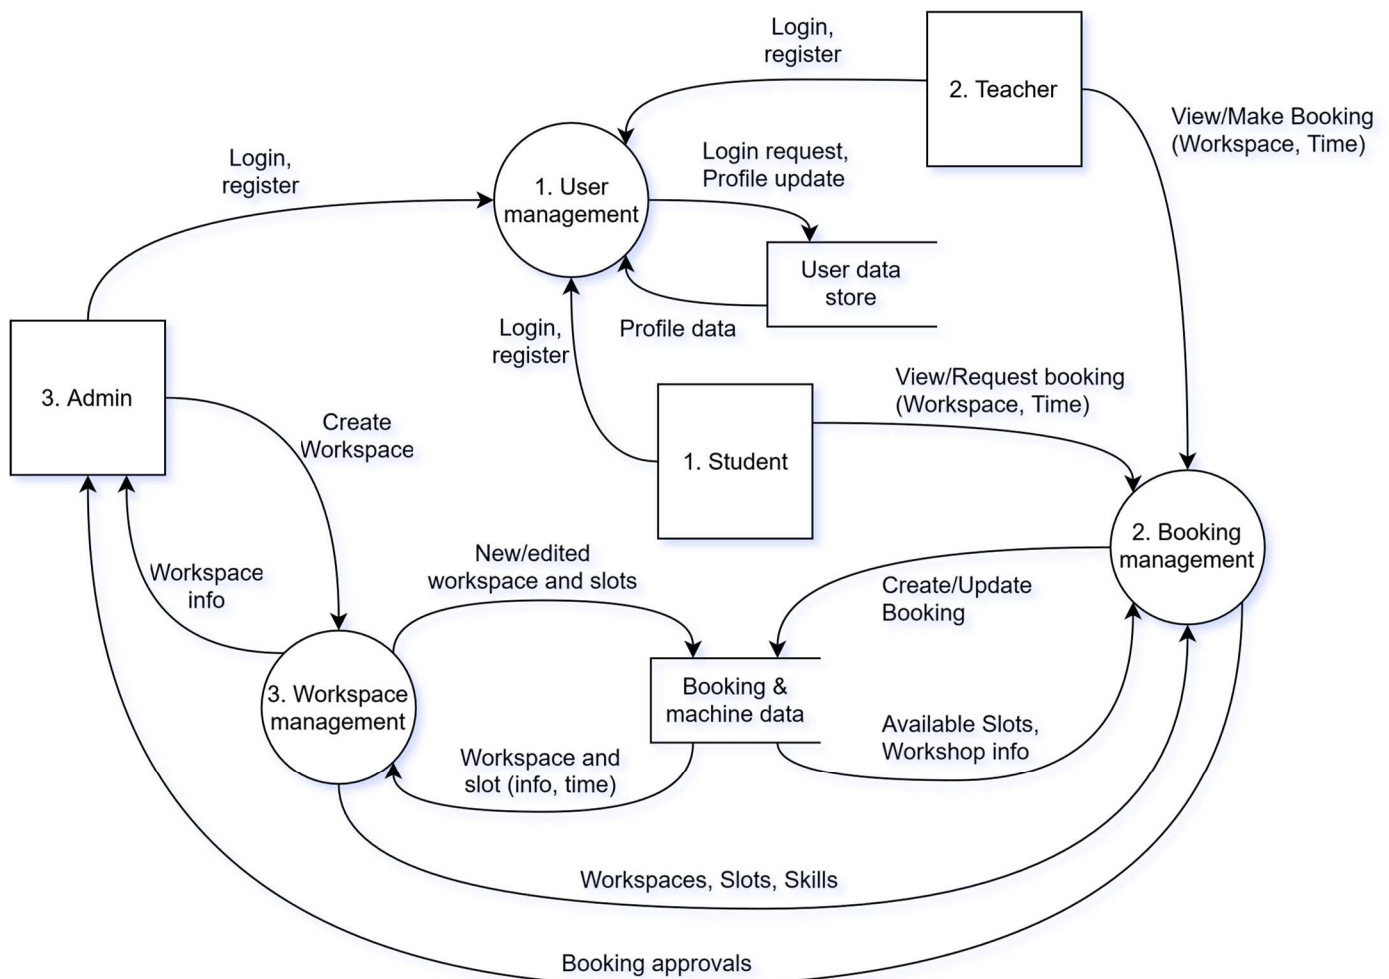 Login,
register
2. Teacher
View/Make Booking
(Workspace, Time)
Login,
register
1. User
management
Login request,
Profile update
User data
store
Profile data
Login,
register
3. Admin
Create
Workspace
View/Request booking
(Workspace, Time)
1. Student
2. Booking
management
Workspace
info
New/edited
workspace and slots
Create/Update
Booking
3. Workspace
management
Booking &
machine data
Available Slots,
Workshop info
Workspace and
slot (info, time)
Workspaces, Slots, Skills
Booking approvals